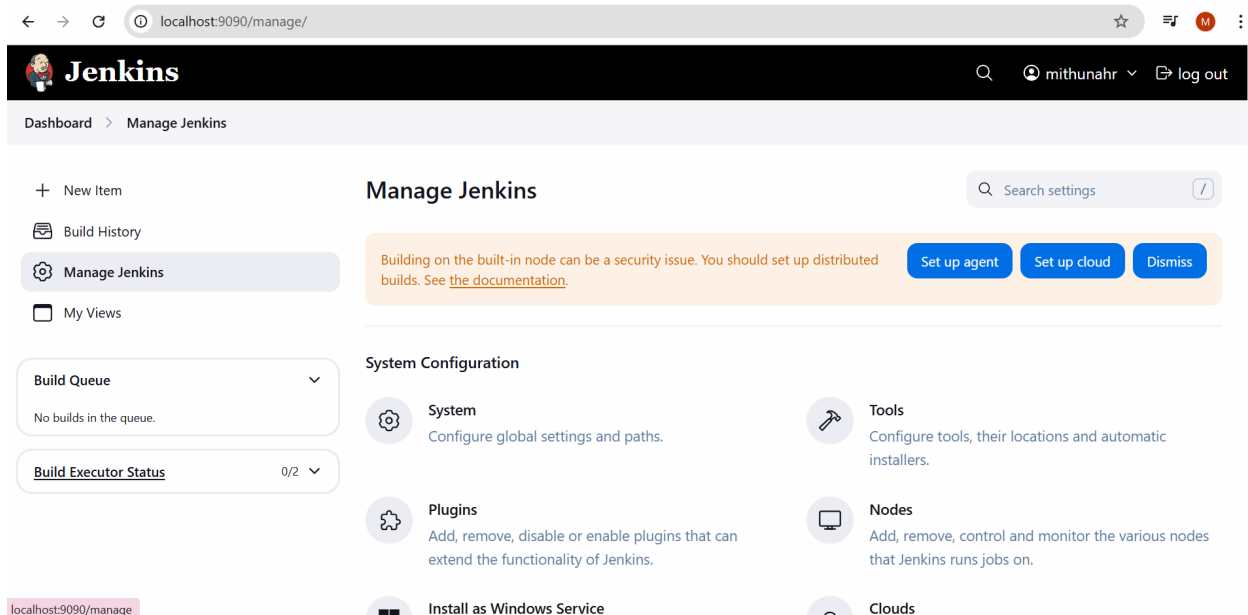 localhost:9090/manage/
M
Jenkins
mithunahr
log out
Dashboard > Manage Jenkins
New Item
Build History
Manage Jenkins
My Views
Build Queue
No builds in the queue.
Build Executor Status 0/2
Manage Jenkins
Search settings /
Building on the built-in node can be a security issue. You should set up distributed
builds. See the documentation.
Set up agent
Set up cloud
Dismiss
System Configuration
System
Configure global settings and paths.
Tools
Configure tools, their locations and automatic
installers.
Plugins
Add, remove, disable or enable plugins that can
extend the functionality of Jenkins.
Nodes
Add, remove, control and monitor the various nodes
that Jenkins runs jobs on.
Install as Windows Service
Clouds
localhost:9090/manage